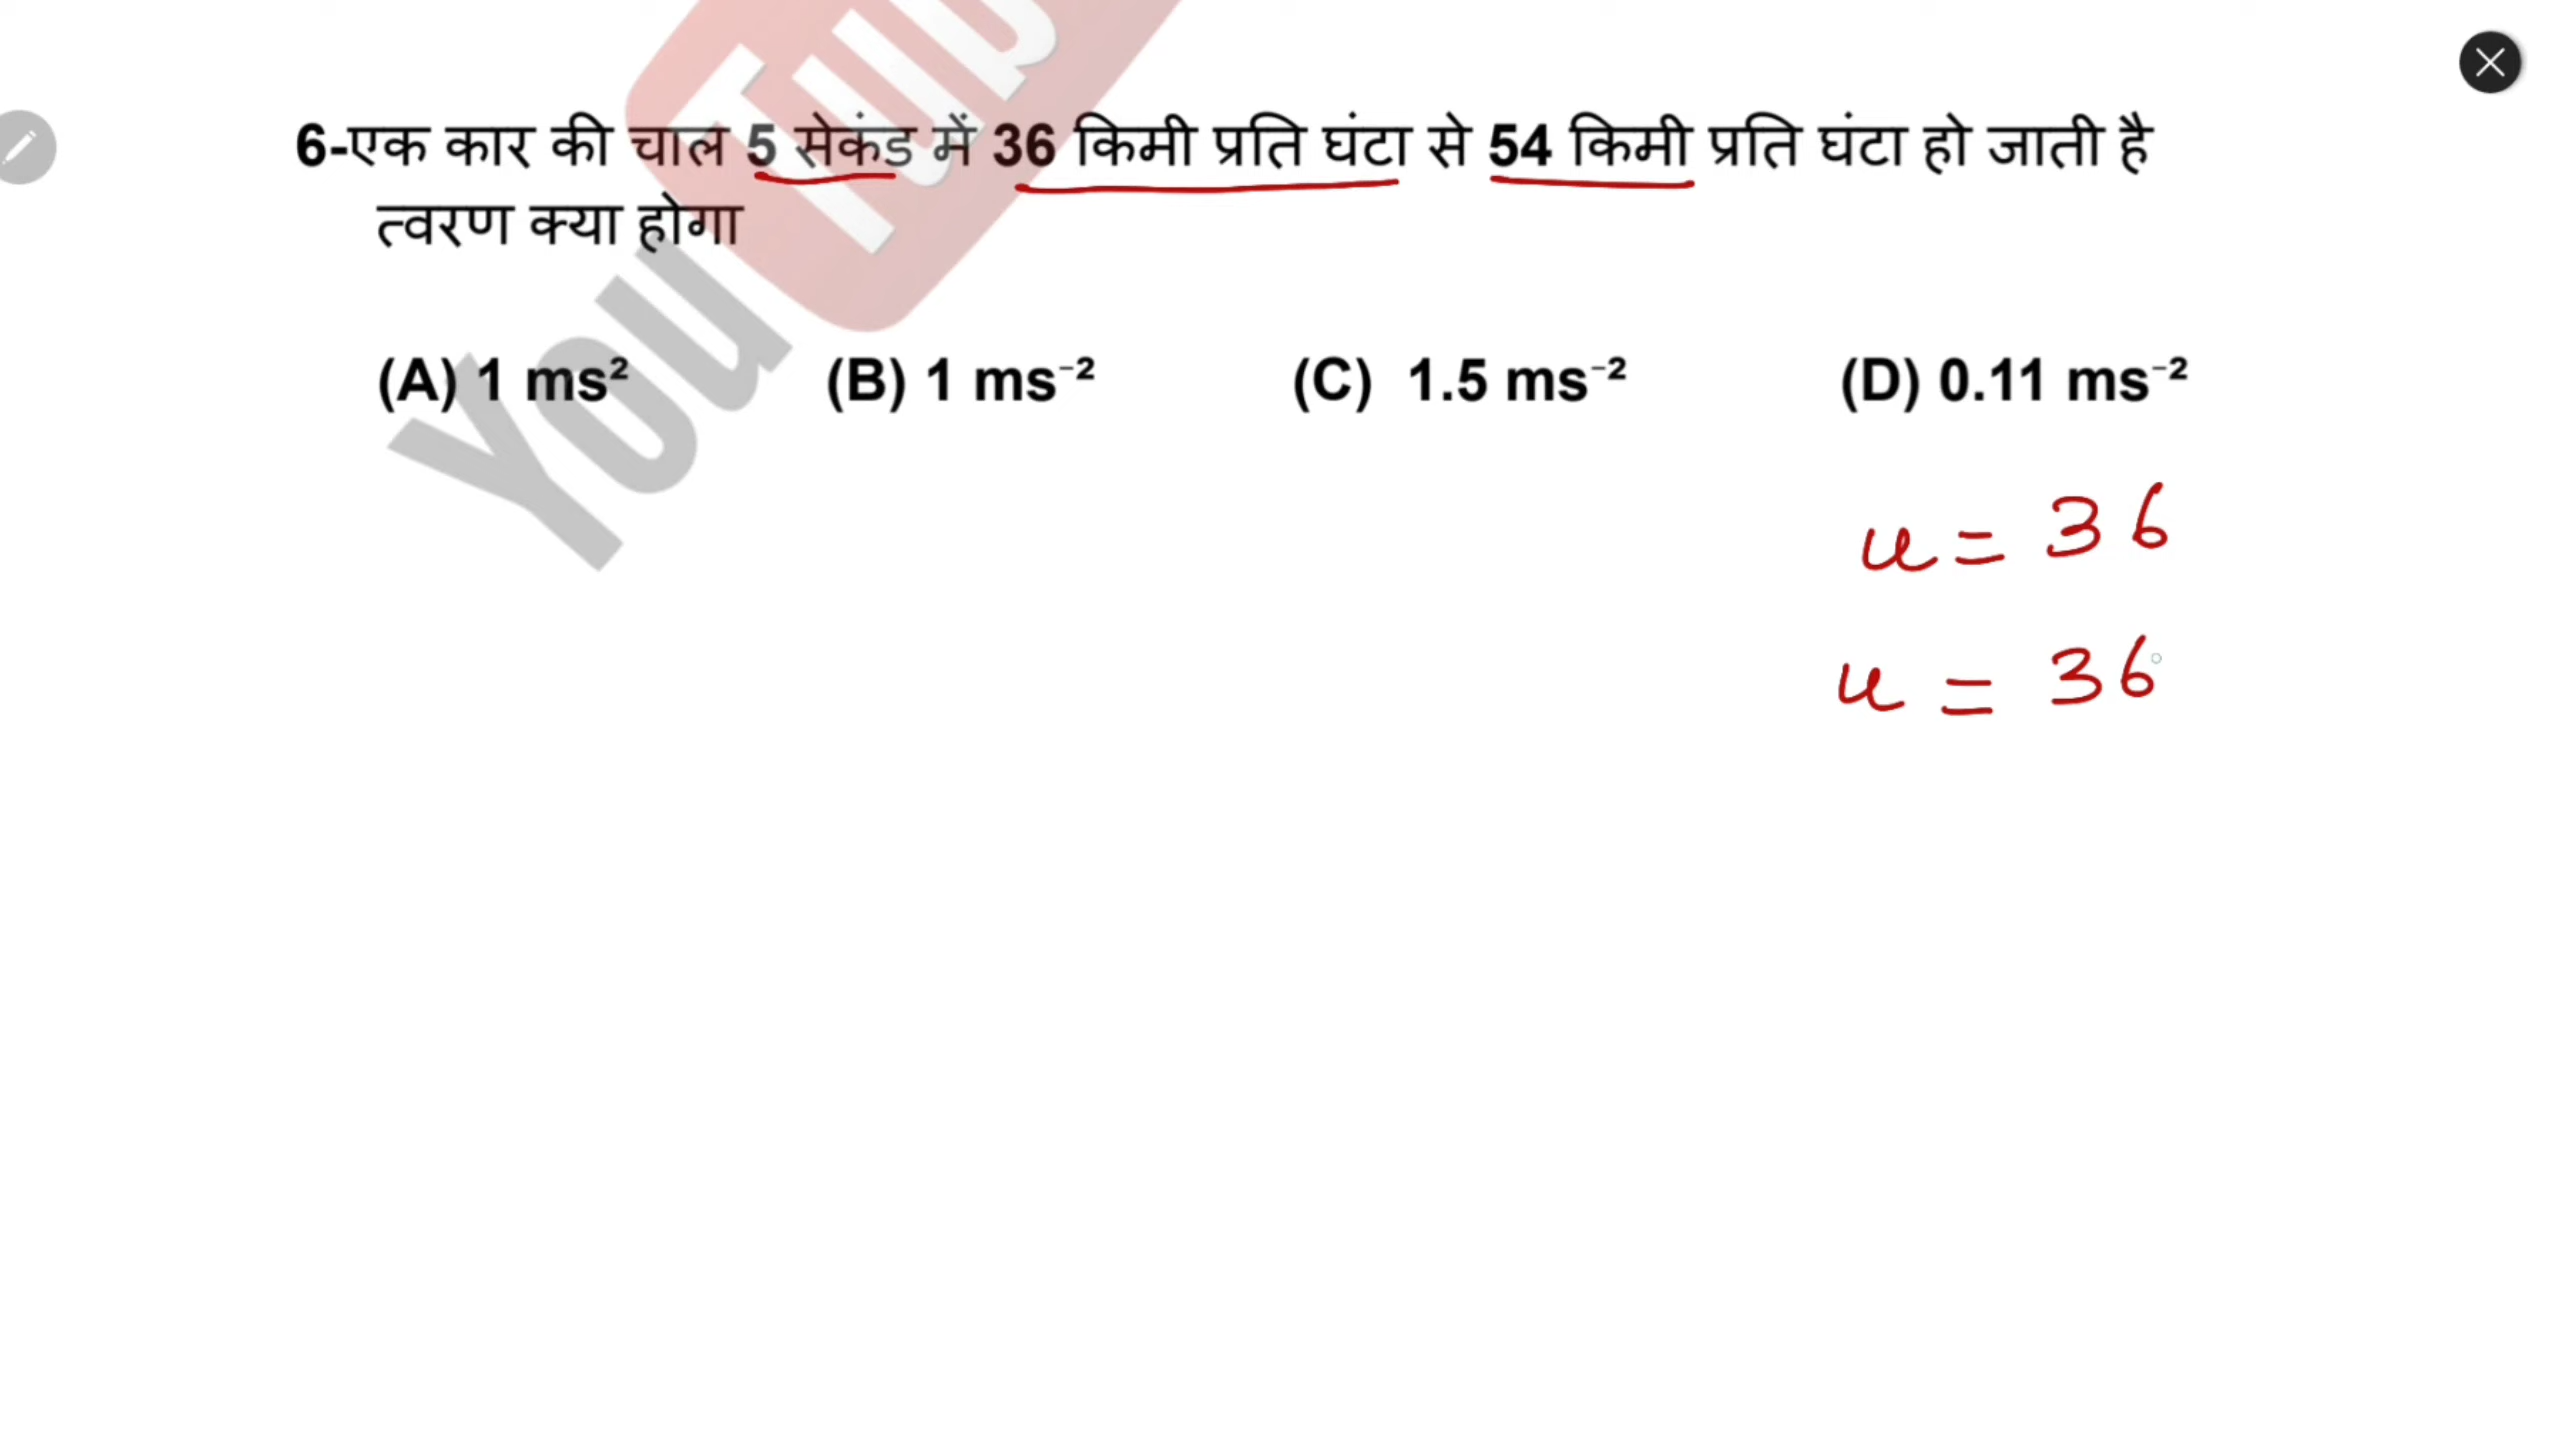 6-एक कार की चाल 5 सेकंड में 36 किमी प्रति घंटा से 54 किमी प्रति घंटा हो जाती है
त्वरण क्या होगा
(A) 1 ms² (B) 1 ms⁻² (C) 1.5 ms⁻² (D) 0.11 ms⁻²
u = 36
u = 36
YouTub